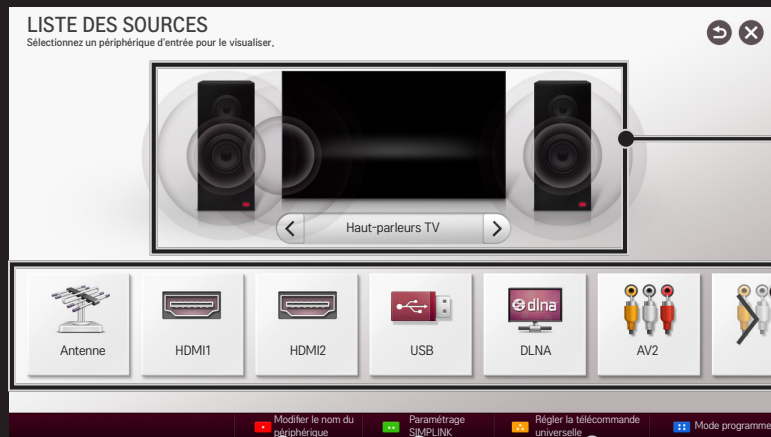 LISTE DES SOURCES
Sélectionnez un périphérique d'entrée pour le visualiser.
Haut-parleurs TV
Antenne
HDMI1
HDMI2
USB
dlna
DLNA
AV2
Modifier le nom du
périphérique
Paramétrage
SIMPLINK
Régler la télécommande
universelle
Mode programme